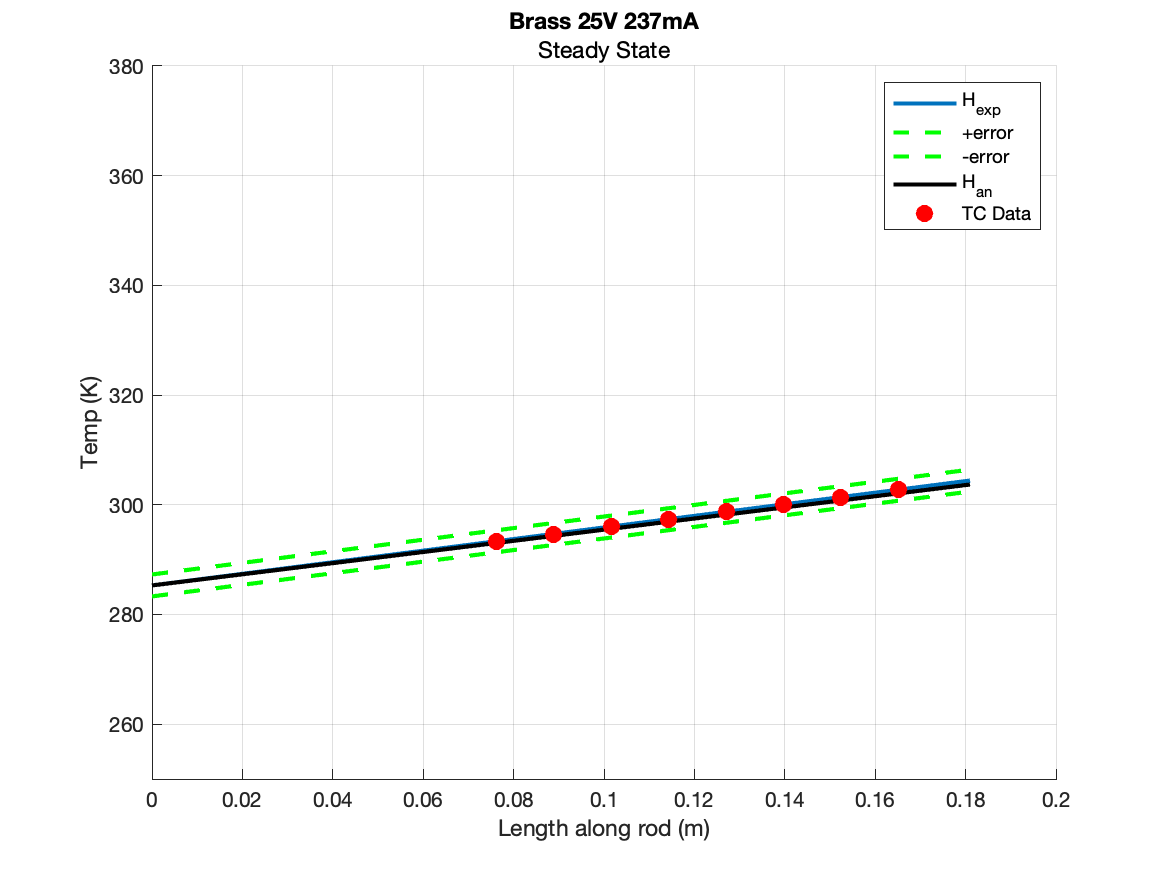 Brass 25V 237mA
Steady State
380
360
340
320
300
280
260
Temp (K)
H_exp
+error
-error
H_an
TC Data
0 0.02 0.04 0.06 0.08 0.1 0.12 0.14 0.16 0.18 0.2
Length along rod (m)